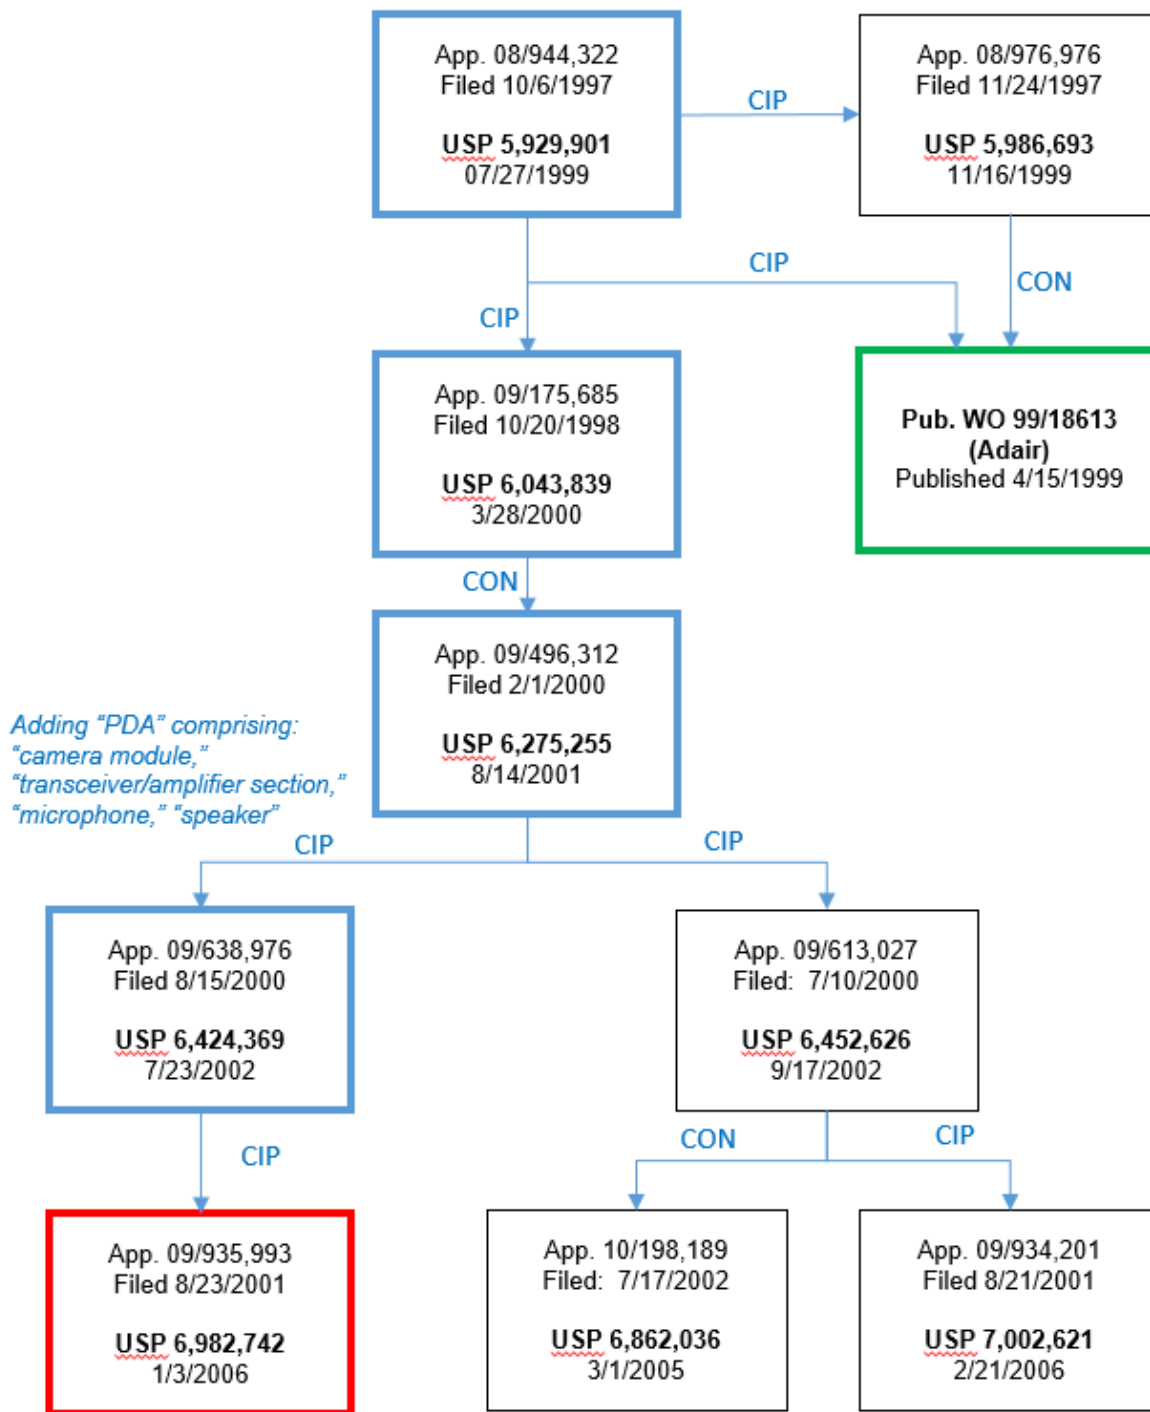 App. 08/944,322
Filed 10/6/1997
USP 5,929,901
07/27/1999
CIP
App. 08/976,976
Filed 11/24/1997
USP 5,986,693
11/16/1999
CIP
CON
CIP
App. 09/175,685
Filed 10/20/1998
USP 6,043,839
3/28/2000
Pub. WO 99/18613
(Adair)
Published 4/15/1999
CON
App. 09/496,312
Filed 2/1/2000
USP 6,275,255
8/14/2001
Adding “PDA” comprising:
“camera module,”
“transceiver/amplifier section,”
“microphone,” “speaker”
CIP
CIP
App. 09/638,976
Filed 8/15/2000
USP 6,424,369
7/23/2002
App. 09/613,027
Filed: 7/10/2000
USP 6,452,626
9/17/2002
CIP
CON
CIP
App. 09/935,993
Filed 8/23/2001
USP 6,982,742
1/3/2006
App. 10/198,189
Filed: 7/17/2002
USP 6,862,036
3/1/2005
App. 09/934,201
Filed 8/21/2001
USP 7,002,621
2/21/2006